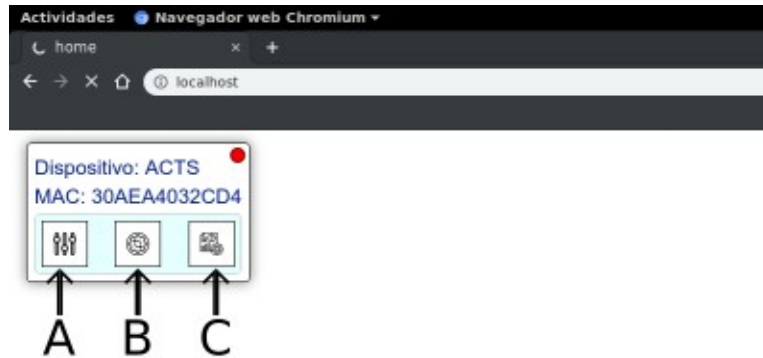 Actividades Navegador web Chromium
home × +
localhost
Dispositivo: ACTS
MAC: 30AEA4032CD4
A B C